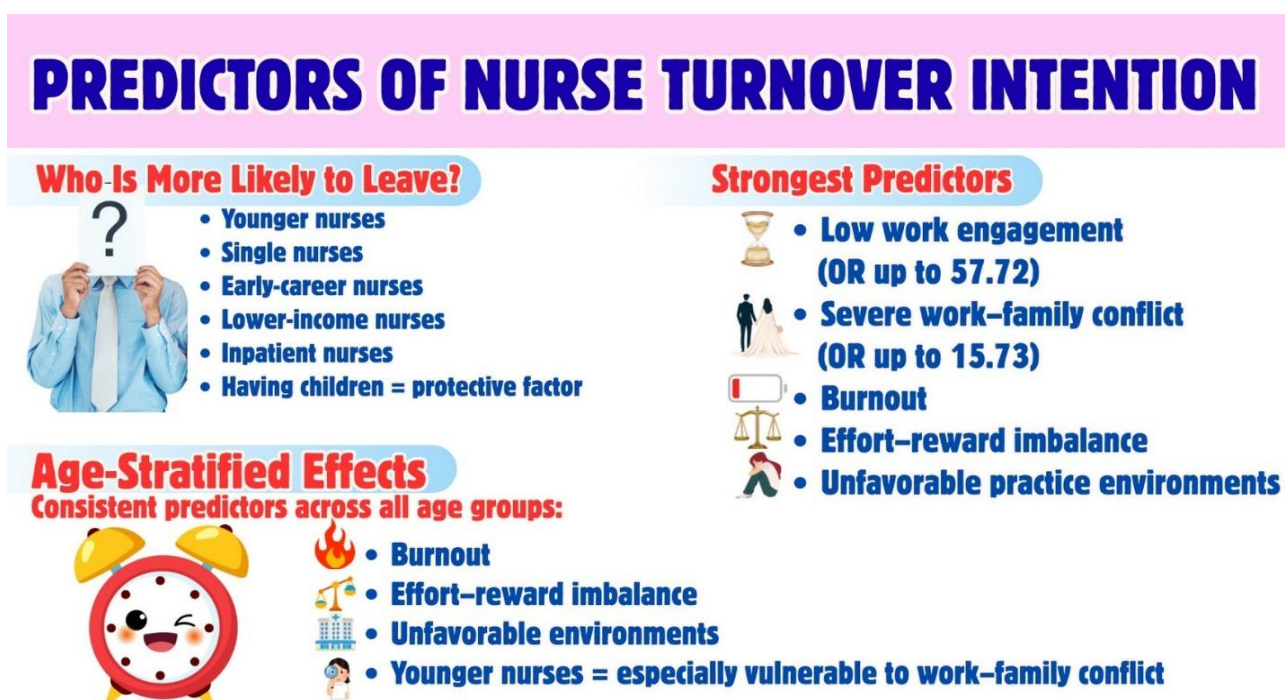 PREDICTORS OF NURSE TURNOVER INTENTION
Who Is More Likely to Leave?
?
• Younger nurses
• Single nurses
• Early-career nurses
• Lower-income nurses
• Inpatient nurses
• Having children = protective factor
Strongest Predictors
• Low work engagement
(OR up to 57.72)
• Severe work–family conflict
(OR up to 15.73)
• Burnout
• Effort–reward imbalance
• Unfavorable practice environments
Age-Stratified Effects
Consistent predictors across all age groups:
• Burnout
• Effort–reward imbalance
• Unfavorable environments
• Younger nurses = especially vulnerable to work–family conflict